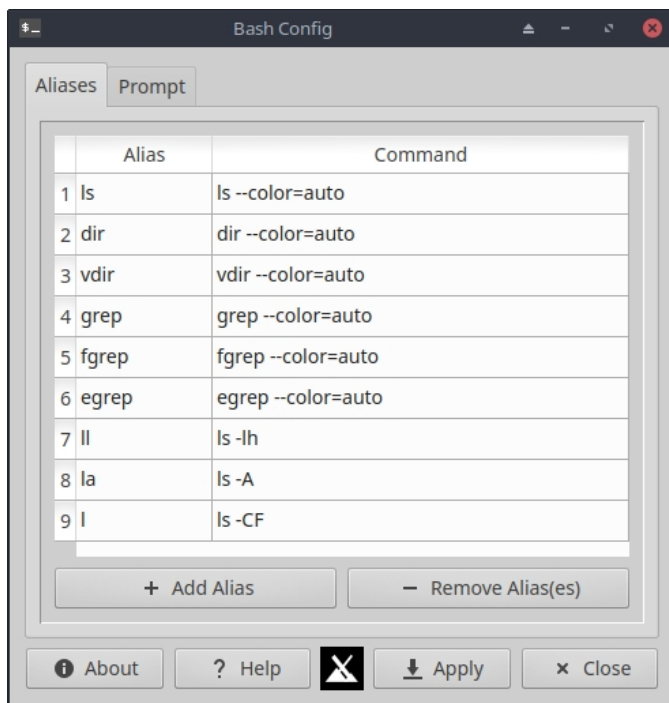 $_ Bash Config
Aliases Prompt
Alias Command
1 ls ls --color=auto
2 dir dir --color=auto
3 vdir vdir --color=auto
4 grep grep --color=auto
5 fgrep fgrep --color=auto
6 egrep egrep --color=auto
7 ll ls -lh
8 la ls -A
9 l ls -CF
+ Add Alias − Remove Alias(es)
About ? Help Apply × Close